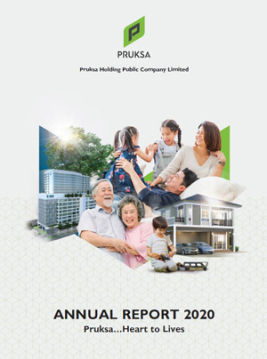 PRUKSA
Pruksa Holding Public Company Limited
ANNUAL REPORT 2020
Pruksa...Heart to Lives